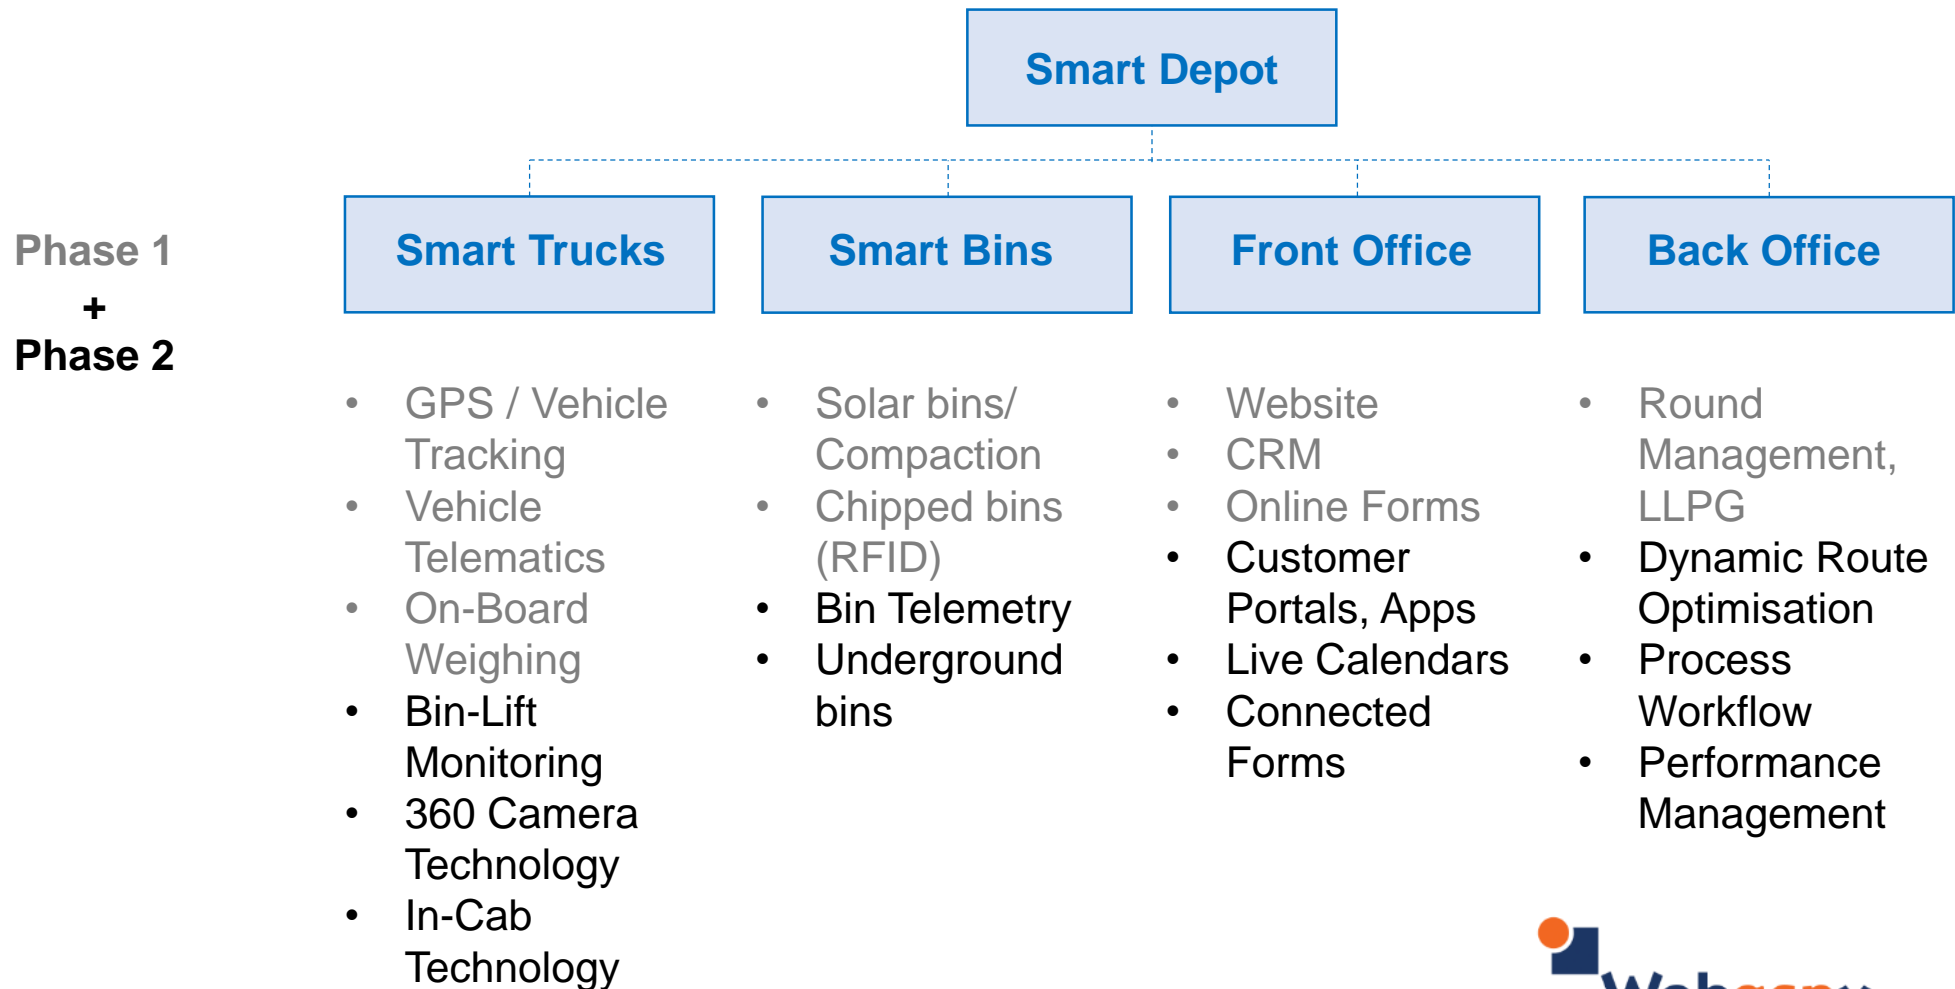 Smart Depot
Phase 1
+
Phase 2
Smart Trucks
Smart Bins
Front Office
Back Office
• GPS / Vehicle
Tracking
• Vehicle
Telematics
• On-Board
Weighing
• Bin-Lift
Monitoring
• 360 Camera
Technology
• In-Cab
Technology
• Solar bins/
Compaction
• Chipped bins
(RFID)
• Bin Telemetry
• Underground
bins
• Website
• CRM
• Online Forms
• Customer
Portals, Apps
• Live Calendars
• Connected
Forms
• Round
Management,
LLPG
• Dynamic Route
Optimisation
• Process
Workflow
• Performance
Management